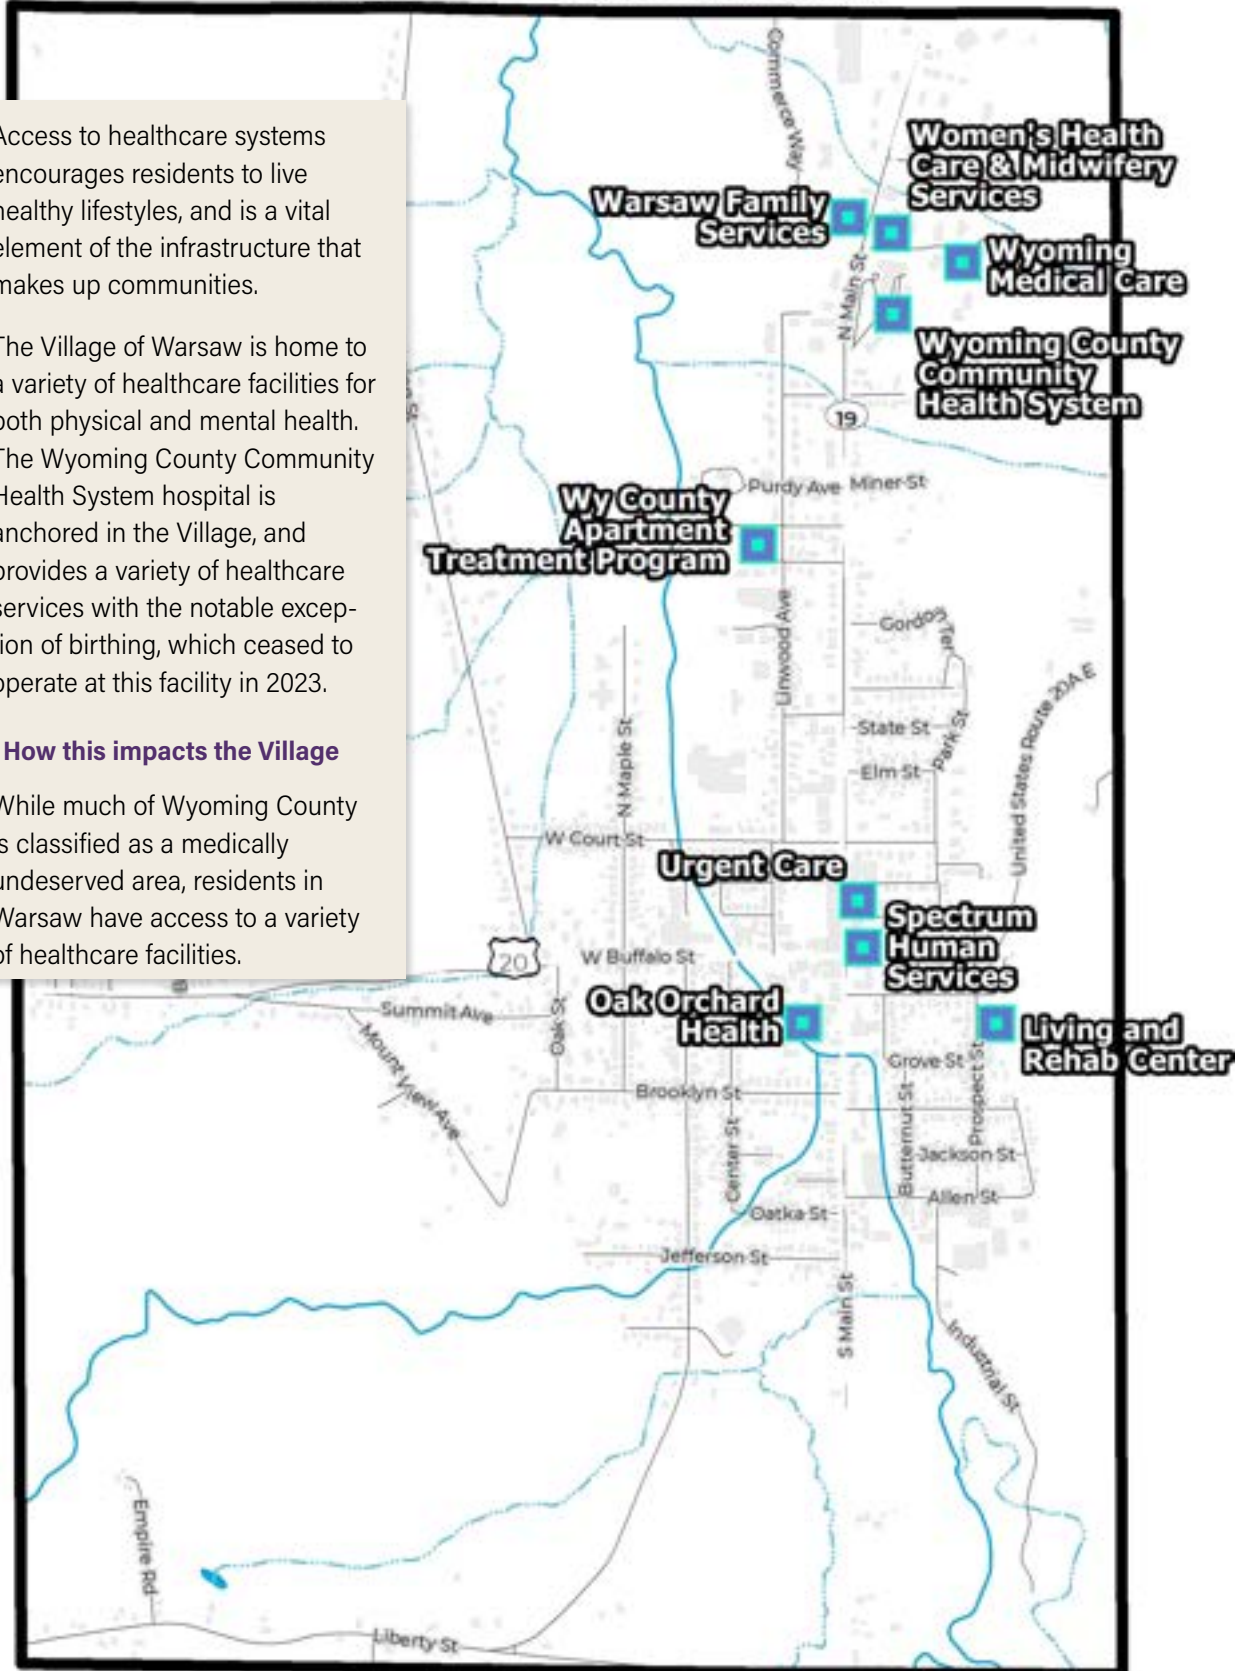 Access to healthcare systems
encourages residents to live
healthy lifestyles, and is a vital
element of the infrastructure that
makes up communities.
The Village of Warsaw is home to
a variety of healthcare facilities for
both physical and mental health.
The Wyoming County Community
Health System hospital is
anchored in the Village, and
provides a variety of healthcare
services with the notable excep-
tion of birthing, which ceased to
operate at this facility in 2023.
How this impacts the Village
While much of Wyoming County
is classified as a medically
undeserved area, residents in
Warsaw have access to a variety
of healthcare facilities.
Commerce Way
Women's Health
Care & Midwifery
Services
Warsaw Family
Services
Wyoming
Medical Care
N Main St
Wyoming County
Community
Health System
19
Purdy Ave
Miner St
Wy County
Apartment
Treatment Program
Linwood Ave
Gordon Ter
State St
Park St
Elm St
United States Route 20A E
N Maple St
W Court St
Urgent Care
Spectrum
Human
Services
20
W Buffalo St
Oak Orchard
Health
Living and
Rehab Center
Summit Ave
Oak St
Mount View Ave
Grove St
Prospect St
Brooklyn St
Butternut St
Center St
Jackson St
Allen St
Oatka St
Jefferson St
S Main St
Industrial St
Empire Rd
Liberty St